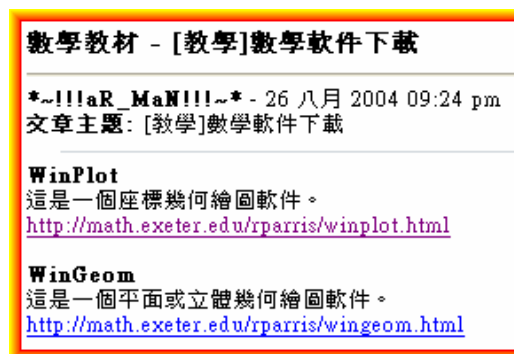 數學教材 - [教學]數學軟件下載
*~!!!aR_MaN!!!~* - 26 八月 2004 09:24 pm
文章主題: [教學]數學軟件下載
WinPlot
這是一個座標幾何繪圖軟件。
http://math.exeter.edu/rparris/winplot.html
WinGeom
這是一個平面或立體幾何繪圖軟件。
http://math.exeter.edu/rparris/wingeom.html